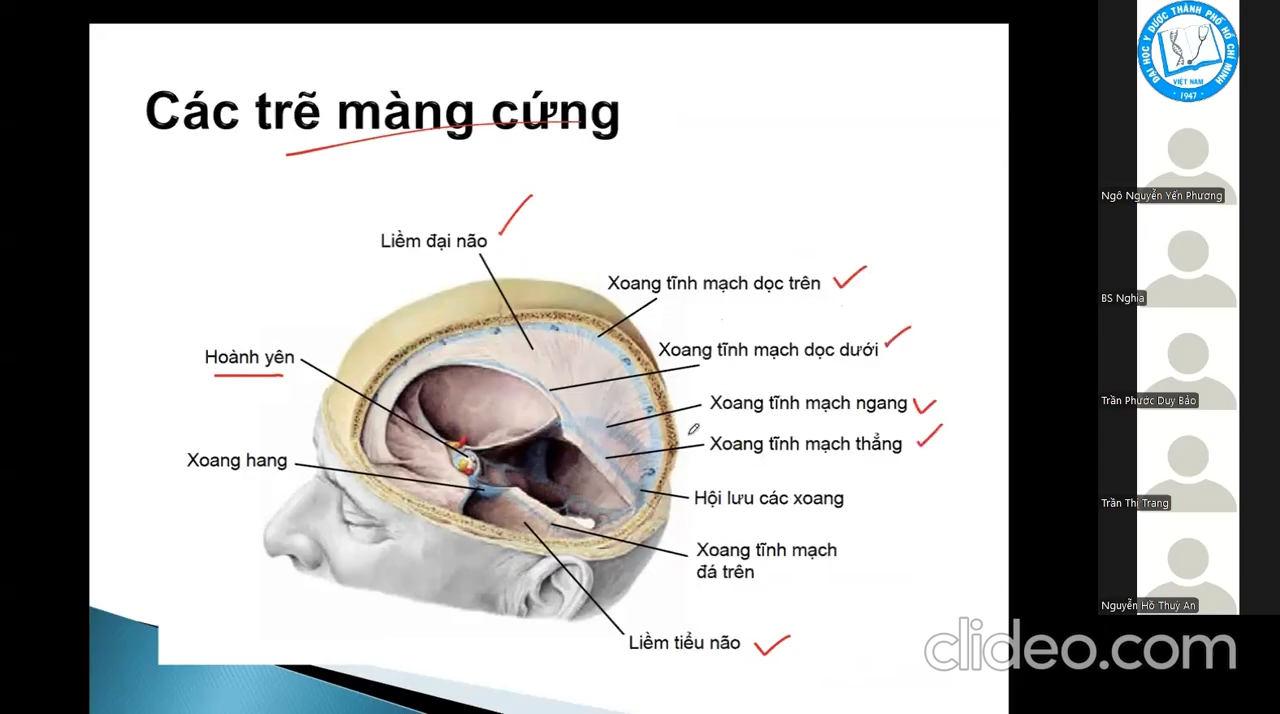 Các trẽ màng cứng
Liềm đại não
Xoang tĩnh mạch dọc trên
Xoang tĩnh mạch dọc dưới
Hoành yên
Xoang tĩnh mạch ngang
Xoang tĩnh mạch thẳng
Xoang hang
Hội lưu các xoang
Xoang tĩnh mạch
đá trên
Liềm tiểu não
ĐẠI HỌC Y DƯỢC THÀNH PHỐ HỒ CHÍ MINH
VIỆT NAM
1947
Ngô Nguyễn Yến Phương
BS Nghia
Trần Phước Duy Bảo
Trần Thị Trang
Nguyễn Hồ Thuỳ An
clideo.com